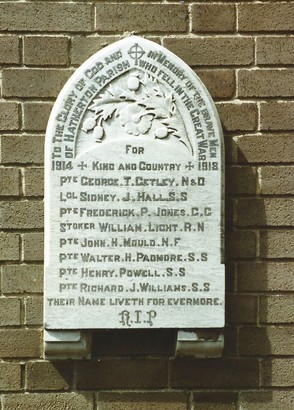 To The Glory of God and in Memory of the Brave Men
of Hatherton Parish who fell in the Great War
1914 + For + 1918
King and Country
Pte George. T. Getley. N & D
L.Cl Sidney. J. Hall. S.S
Pte Frederick. P. Jones. C.G
Stoker William. Light. R.N
Pte John. H. Mould. N.F
Pte Walter. H. Padmore. S.S
Pte Henry. Powell. S.S
Pte Richard. J. Williams. S.S
Their Name Liveth for Evermore.
R.I.P